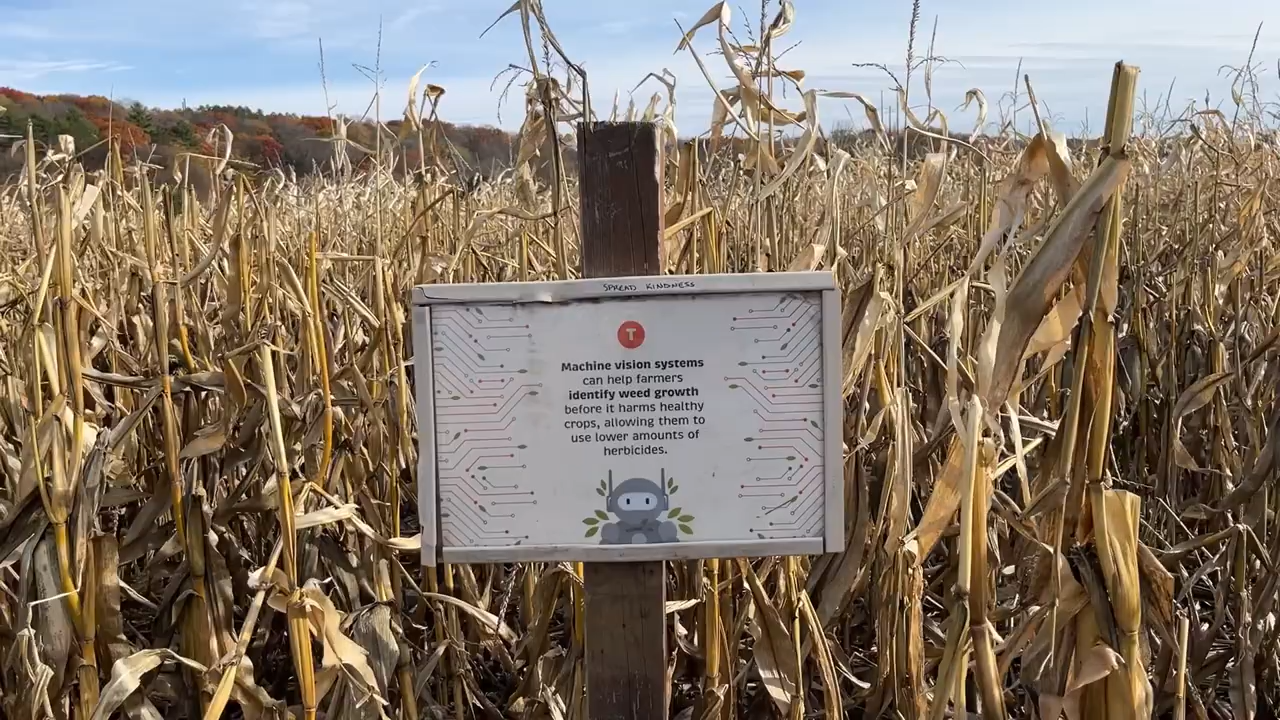 SPREAD KINDNESS
T
Machine vision systems
can help farmers
identify weed growth
before it harms healthy
crops, allowing them to
use lower amounts of
herbicides.